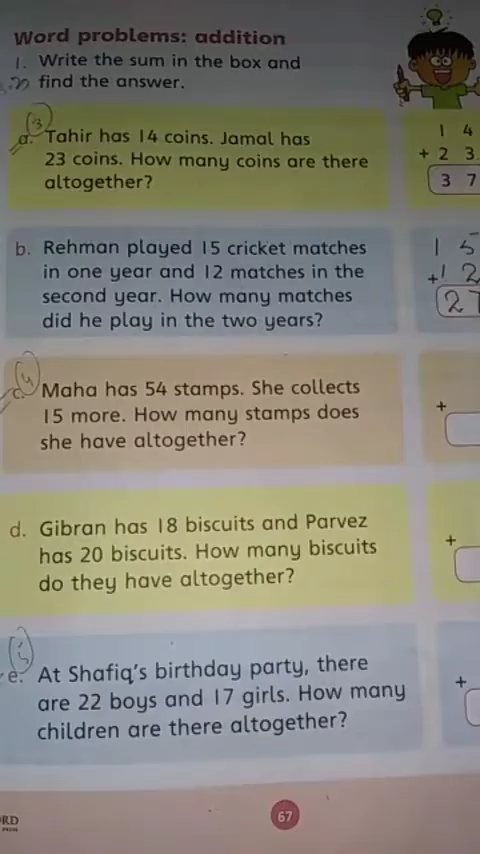 Word problems: addition
1. Write the sum in the box and
find the answer.
3
a. Tahir has 14 coins. Jamal has
23 coins. How many coins are there
altogether?
1 4
+ 2 3
3 7
b. Rehman played 15 cricket matches
in one year and 12 matches in the
second year. How many matches
did he play in the two years?
1 5
+1 2
27
4
c. Maha has 54 stamps. She collects
15 more. How many stamps does
she have altogether?
+
d. Gibran has 18 biscuits and Parvez
has 20 biscuits. How many biscuits
do they have altogether?
+
e. At Shafiq's birthday party, there
are 22 boys and 17 girls. How many
children are there altogether?
+
67